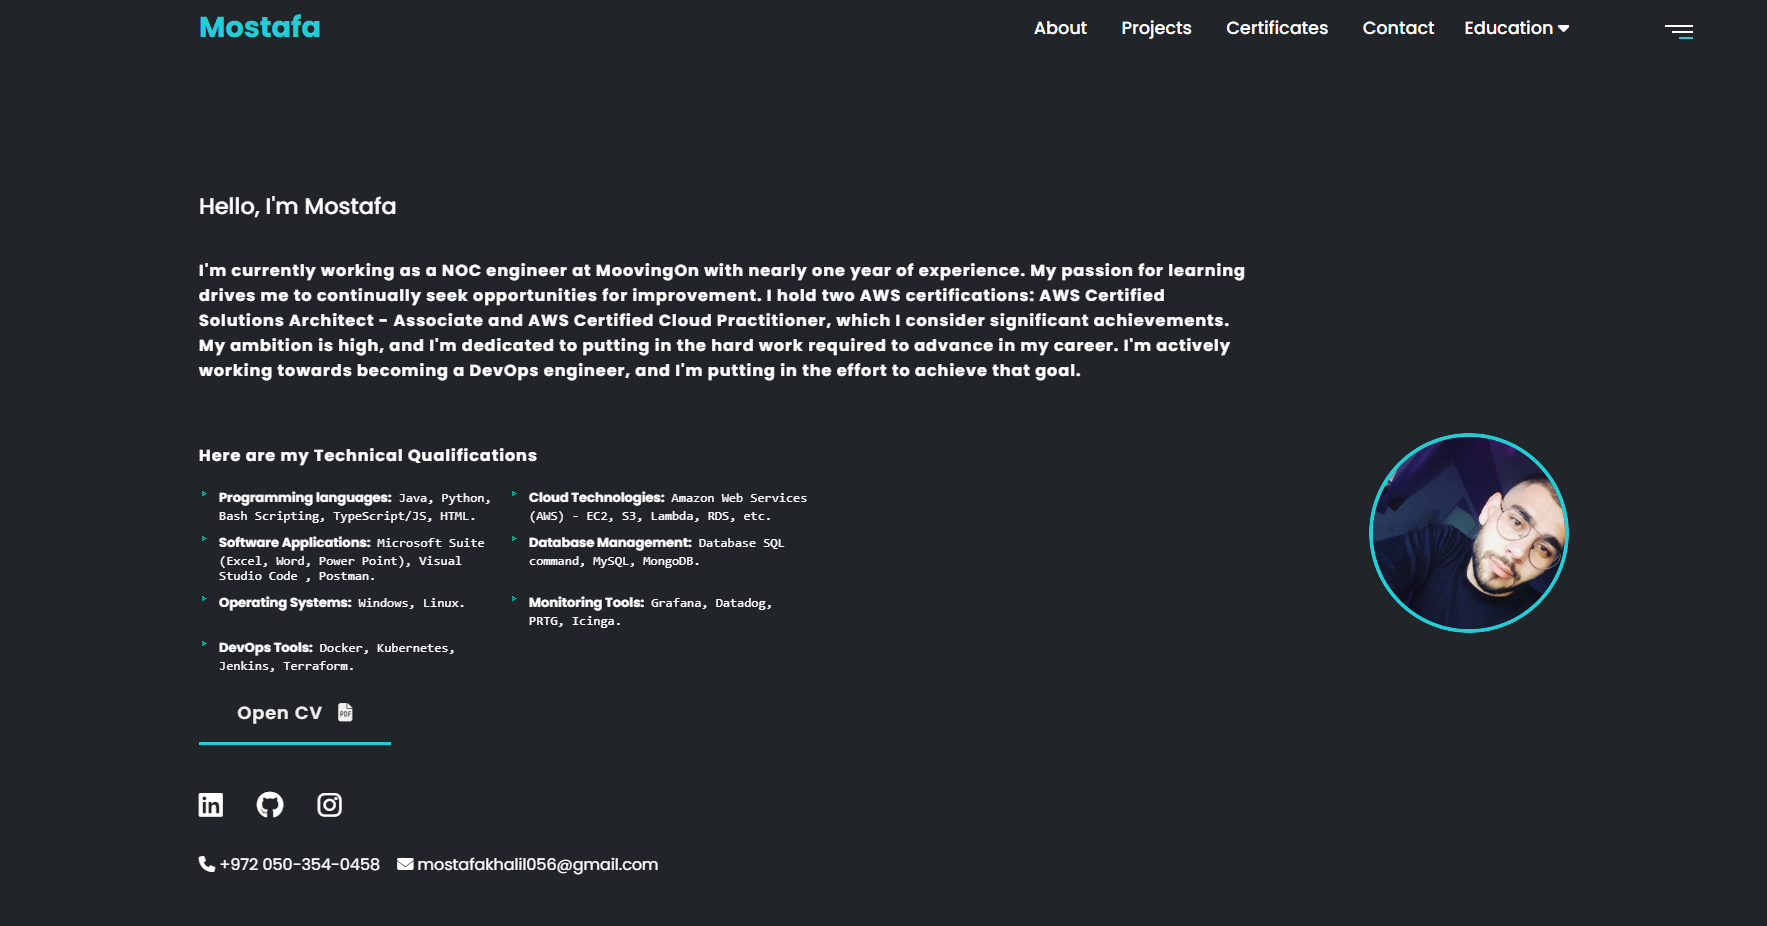 Mostafa
About Projects Certificates Contact Education
Hello, I'm Mostafa
I'm currently working as a NOC engineer at MoovingOn with nearly one year of experience. My passion for learning
drives me to continually seek opportunities for improvement. I hold two AWS certifications: AWS Certified
Solutions Architect - Associate and AWS Certified Cloud Practitioner, which I consider significant achievements.
My ambition is high, and I'm dedicated to putting in the hard work required to advance in my career. I'm actively
working towards becoming a DevOps engineer, and I'm putting in the effort to achieve that goal.
Here are my Technical Qualifications
Programming languages: Java, Python,
Bash Scripting, TypeScript/JS, HTML.
Cloud Technologies: Amazon Web Services
(AWS) - EC2, S3, Lambda, RDS, etc.
Software Applications: Microsoft Suite
(Excel, Word, Power Point), Visual
Studio Code , Postman.
Database Management: Database SQL
command, MySQL, MongoDB.
Operating Systems: Windows, Linux.
Monitoring Tools: Grafana, Datadog,
PRTG, Icinga.
DevOps Tools: Docker, Kubernetes,
Jenkins, Terraform.
Open CV PDF
in
+972 050-354-0458 mostafakhalil056@gmail.com